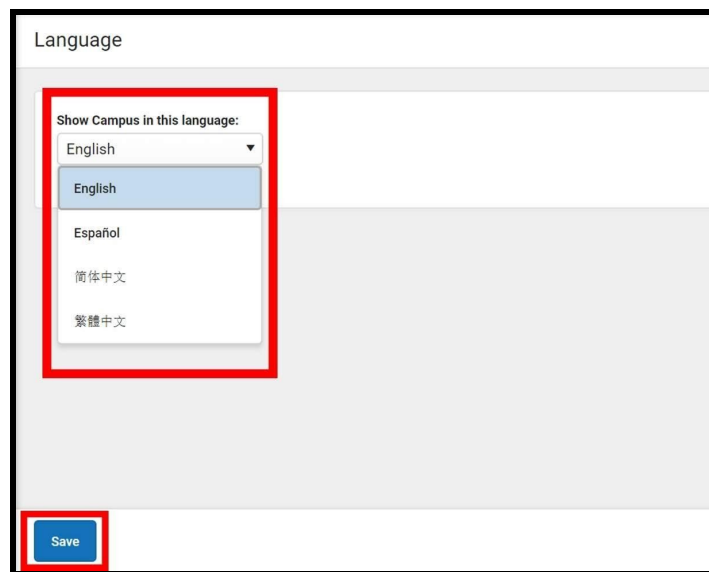 Language
Show Campus in this language:
English
English
Español
简体中文
繁體中文
Save